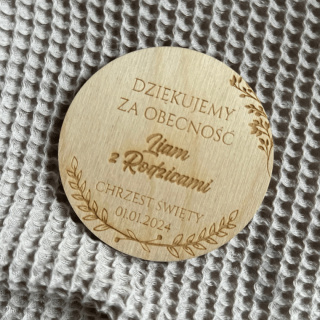 DZIĘKUJEMY
ZA OBECNOŚĆ
Liam
z Rodzicami
CHRZEST ŚWIĘTY
01.01.2024